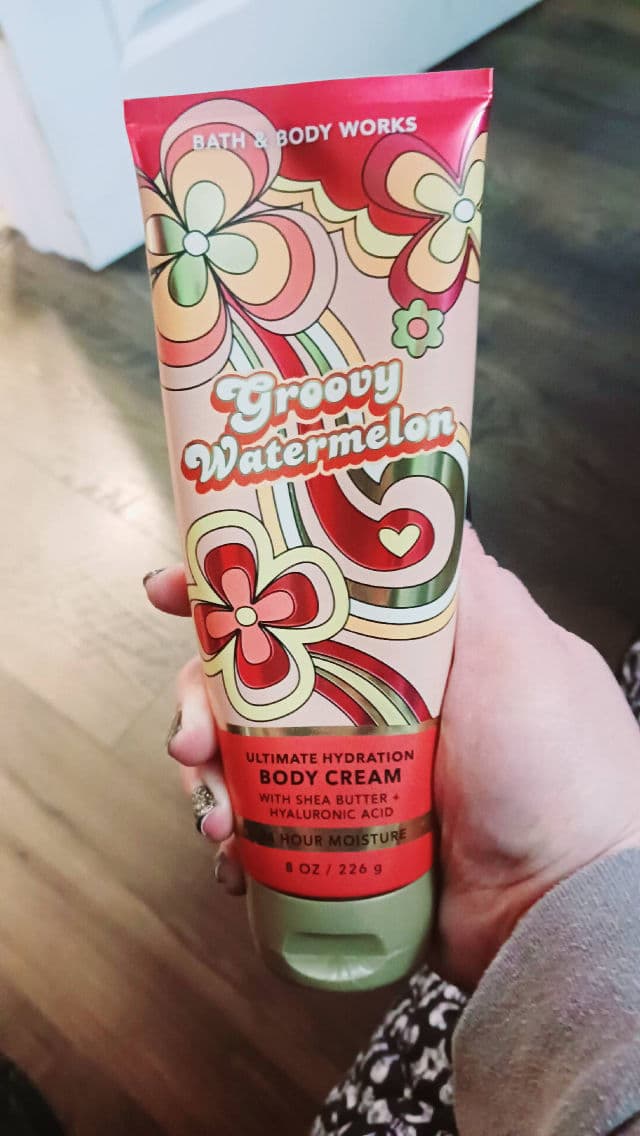 BATH & BODY WORKS
Groovy
Watermelon
ULTIMATE HYDRATION
BODY CREAM
WITH SHEA BUTTER +
HYALURONIC ACID
HOUR MOISTURE
8 OZ / 226 g